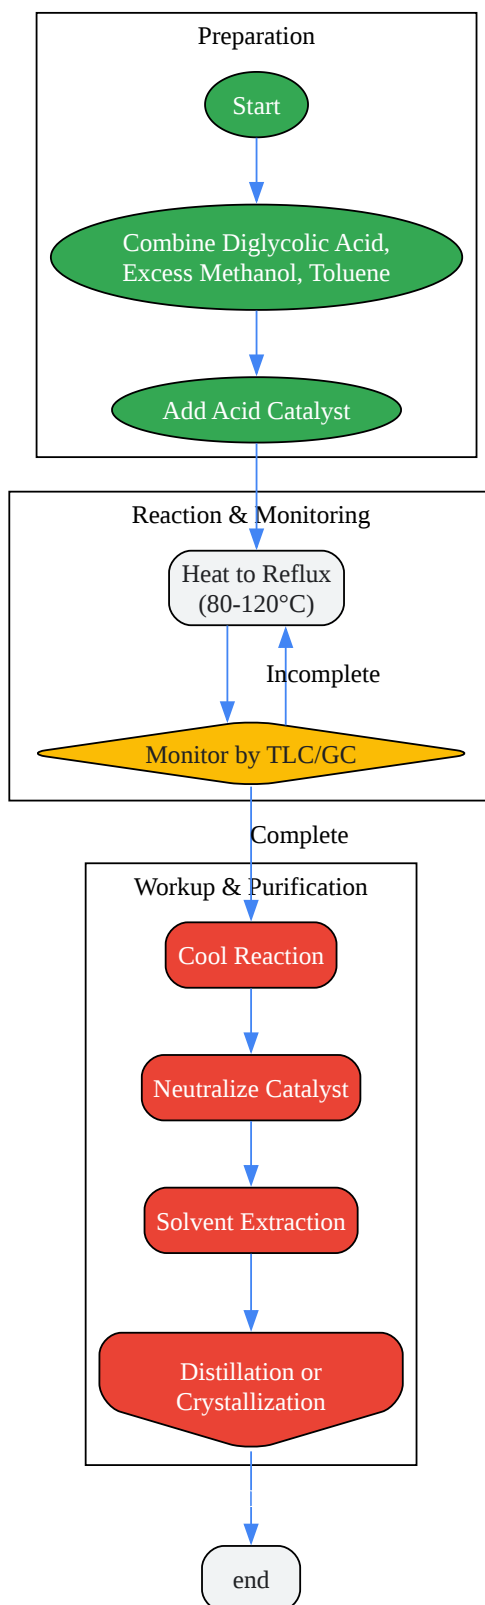 Preparation
Start
Combine Diglycolic Acid,
Excess Methanol, Toluene
Add Acid Catalyst
Reaction & Monitoring
Heat to Reflux
(80-120°C)
Incomplete
Monitor by TLC/GC
Complete
Workup & Purification
Cool Reaction
Neutralize Catalyst
Solvent Extraction
Distillation or
Crystallization
end